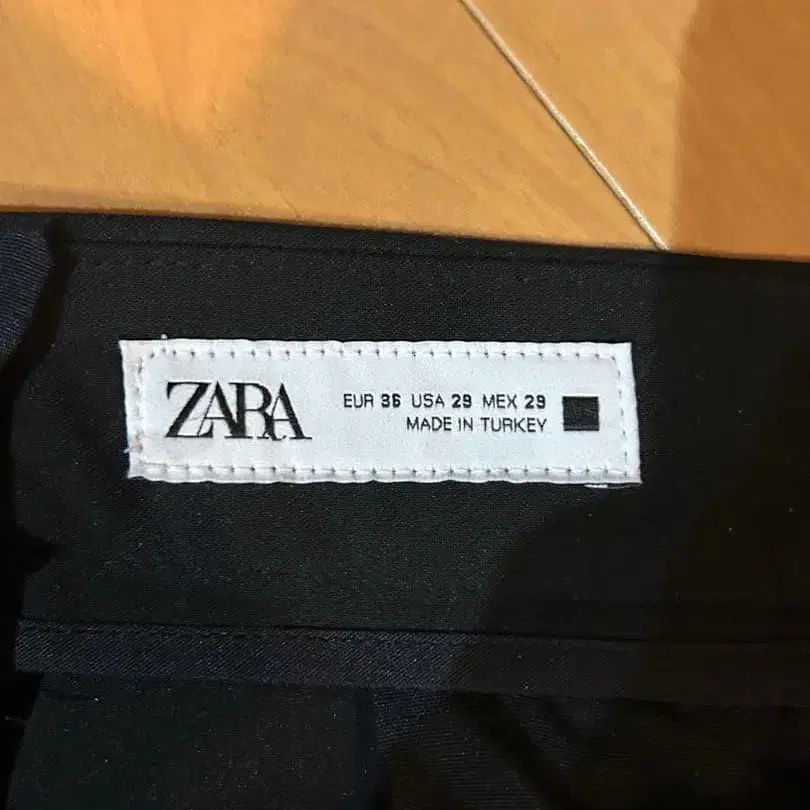 ZARA
EUR 36 USA 29 MEX 29
MADE IN TURKEY